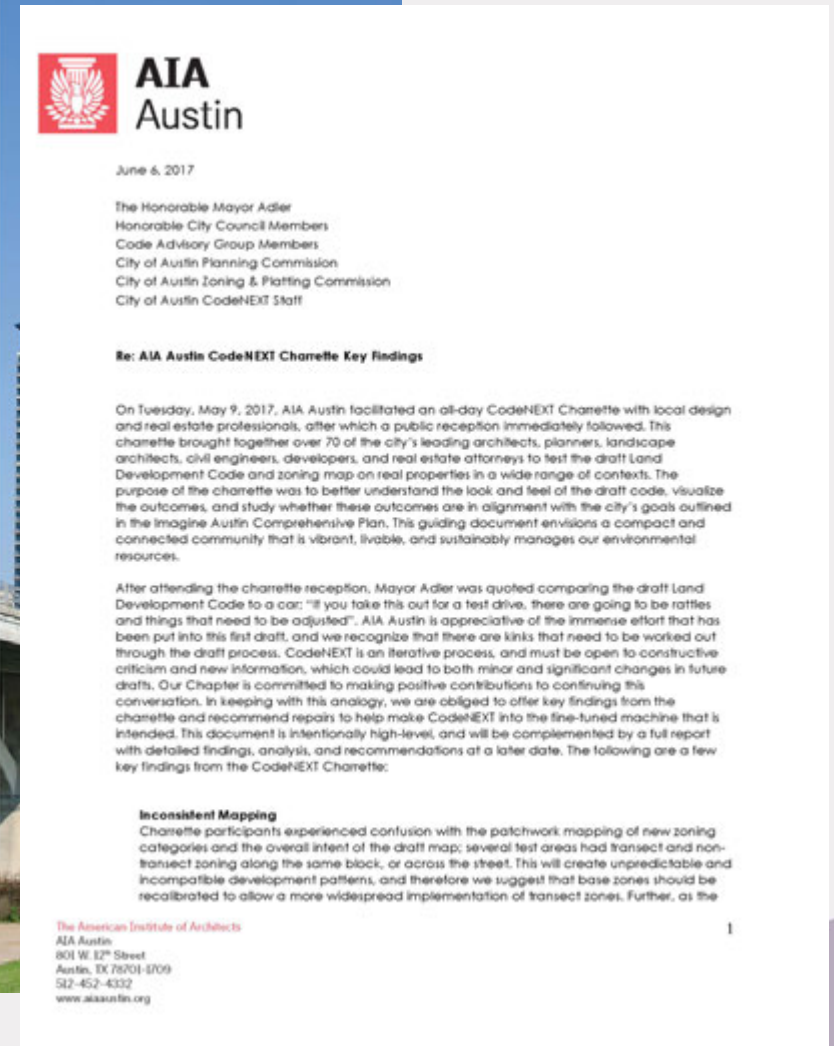 AIA
Austin
June 6, 2017
The Honorable Mayor Adler
Honorable City Council Members
Code Advisory Group Members
City of Austin Planning Commission
City of Austin Zoning & Platting Commission
City of Austin CodeNEXT Staff
Re: AIA Austin CodeNEXT Charrette Key Findings
On Tuesday, May 9, 2017, AIA Austin facilitated an all-day CodeNEXT Charrette with local design
and real estate professionals, after which a public reception immediately followed. This
charrette brought together over 70 of the city's leading architects, planners, landscape
architects, civil engineers, developers, and real estate attorneys to test the draft Land
Development Code and zoning map on real properties in a wide range of contexts. The
purpose of the charrette was to better understand the look and feel of the draft code, visualize
the outcomes, and study whether these outcomes are in alignment with the city's goals outlined
in the Imagine Austin Comprehensive Plan. This guiding document envisions a compact and
connected community that is vibrant, livable, and sustainably manages our environmental
resources.
After attending the charrette reception, Mayor Adler was quoted comparing the draft Land
Development Code to a car: "If you take this out for a test drive, there are going to be rattles
and things that need to be adjusted". AIA Austin is appreciative of the immense effort that has
been put into this first draft, and we recognize that there are kinks that need to be worked out
through the draft process. CodeNEXT is an iterative process, and must be open to constructive
criticism and new information, which could lead to both minor and significant changes in future
drafts. Our Chapter is committed to making positive contributions to continuing this
conversation. In keeping with this analogy, we are obliged to offer key findings from the
charrette and recommend repairs to help make CodeNEXT into the fine-tuned machine that is
intended. This document is intentionally high-level, and will be complemented by a full report
with detailed findings, analysis, and recommendations at a later date. The following are a few
key findings from the CodeNEXT Charrette:
Inconsistent Mapping
Charrette participants experienced confusion with the patchwork mapping of new zoning
categories and the overall intent of the draft map; several test areas had transect and non-
transect zoning along the same block, or across the street. This will create unpredictable and
incompatible development patterns, and therefore we suggest that base zones should be
recalibrated to allow a more widespread implementation of transect zones. Further, as the
The American Institute of Architects
AIA Austin
801 W. 12th Street
Austin, TX 78701-1709
512-452-4332
www.aiaaustin.org
1